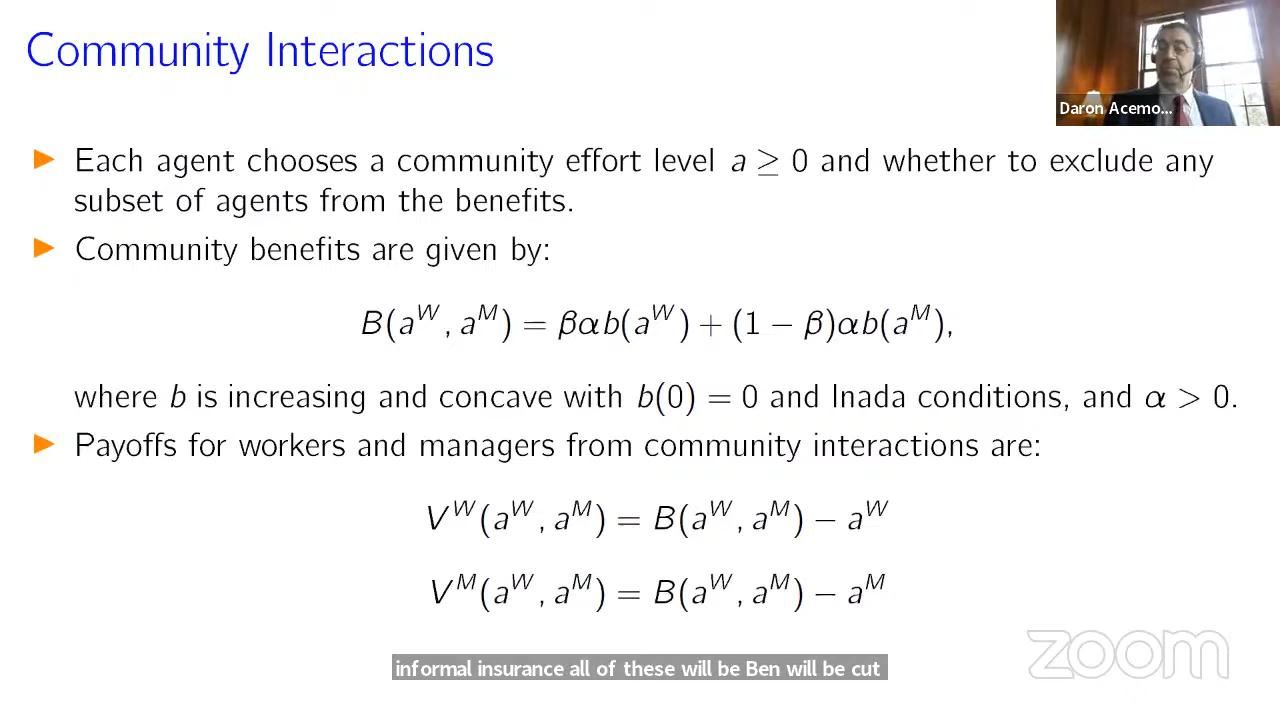 Community Interactions
Daron Acemo...
▶ Each agent chooses a community effort level a ≥ 0 and whether to exclude any
subset of agents from the benefits.
▶ Community benefits are given by:
B(a^W, a^M) = βαb(a^W) + (1 − β)αb(a^M),
where b is increasing and concave with b(0) = 0 and Inada conditions, and α > 0.
▶ Payoffs for workers and managers from community interactions are:
V^W(a^W, a^M) = B(a^W, a^M) − a^W
V^M(a^W, a^M) = B(a^W, a^M) − a^M
zoom
informal insurance all of these will be Ben will be cut